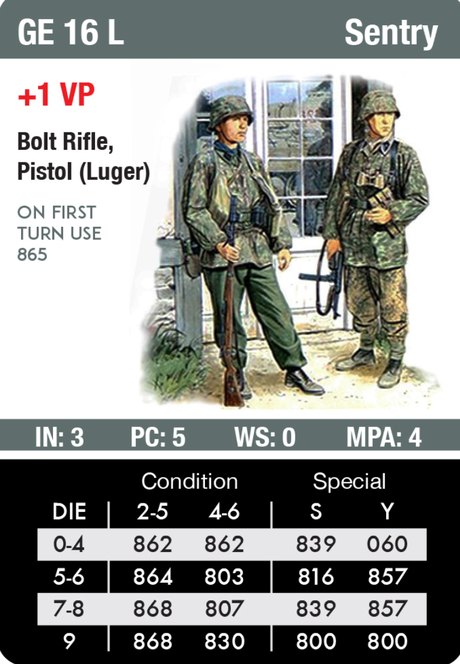 GE 16 L Sentry
+1 VP
Bolt Rifle,
Pistol (Luger)
ON FIRST
TURN USE
865
IN: 3 PC: 5 WS: 0 MPA: 4
Condition Special
DIE 2-5 4-6 S Y
0-4 862 862 839 060
5-6 864 803 816 857
7-8 868 807 839 857
9 868 830 800 800